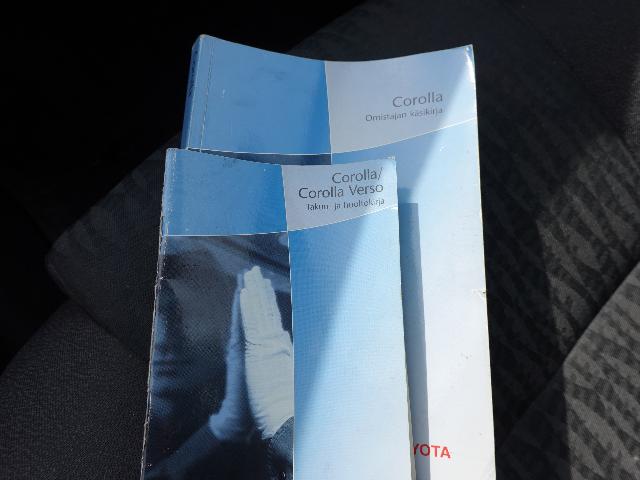 Corolla
Omistajan käsikirja
Corolla/
Corolla Verso
Takuu- ja huoltokirja
YOTA